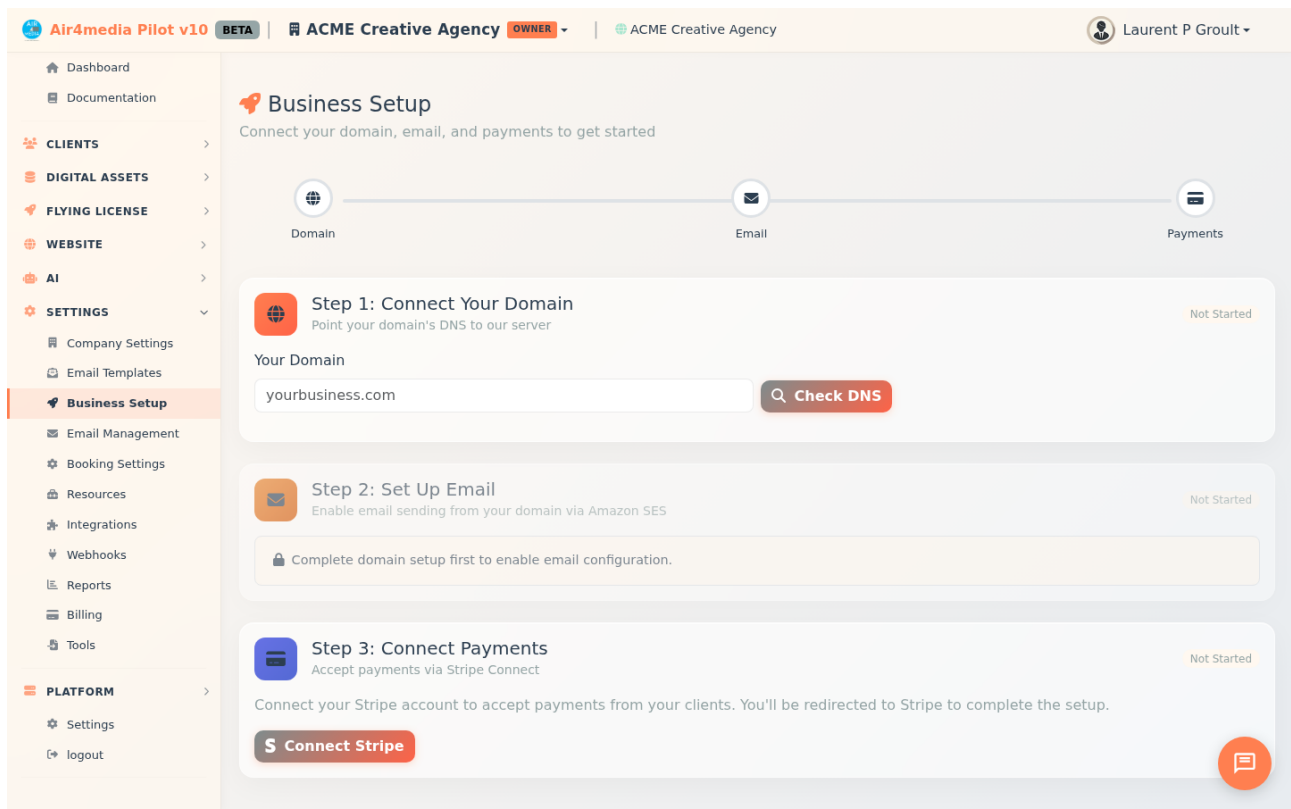 Air4media Pilot v10 BETA | ACME Creative Agency OWNER | ACME Creative Agency Laurent P Groult
Dashboard
Documentation
CLIENTS
DIGITAL ASSETS
FLYING LICENSE
WEBSITE
AI
SETTINGS
Company Settings
Email Templates
Business Setup
Email Management
Booking Settings
Resources
Integrations
Webhooks
Reports
Billing
Tools
PLATFORM
Settings
logout
Business Setup
Connect your domain, email, and payments to get started
Domain Email Payments
Step 1: Connect Your Domain
Point your domain's DNS to our server
Not Started
Your Domain
yourbusiness.com Check DNS
Step 2: Set Up Email
Enable email sending from your domain via Amazon SES
Not Started
Complete domain setup first to enable email configuration.
Step 3: Connect Payments
Accept payments via Stripe Connect
Not Started
Connect your Stripe account to accept payments from your clients. You'll be redirected to Stripe to complete the setup.
S Connect Stripe